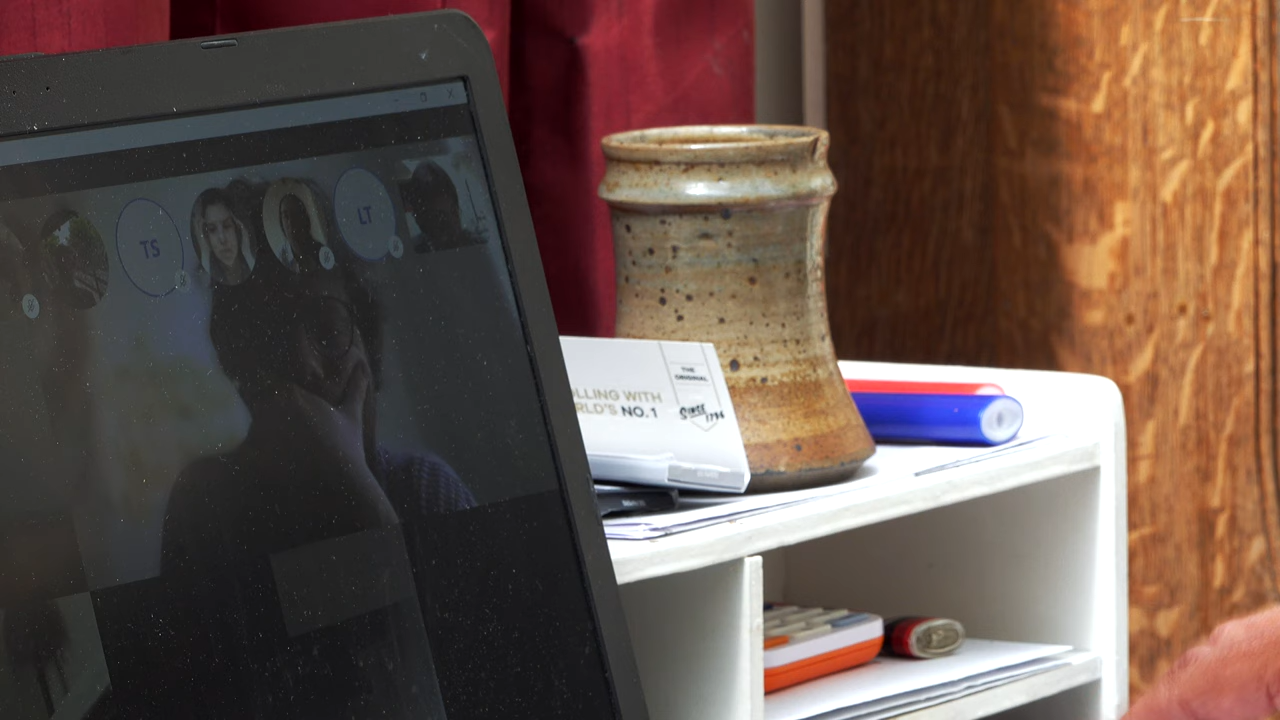 TS
LT
THE
ORIGINAL
LLING WITH
RLD'S NO. 1
SINCE
1796